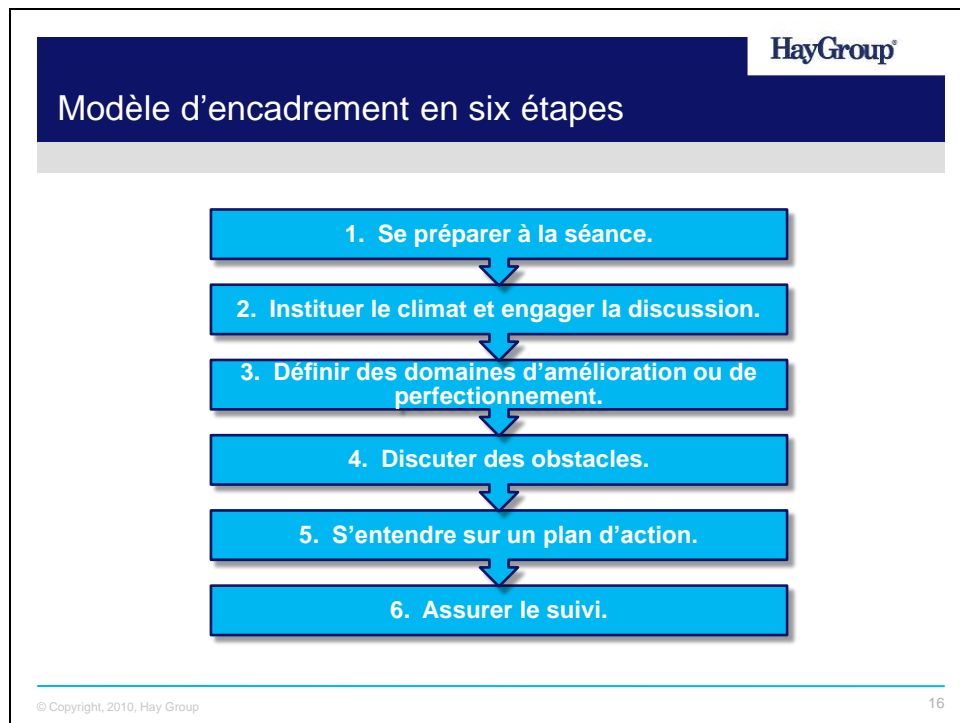 HayGroup®
Modèle d’encadrement en six étapes
1. Se préparer à la séance.
2. Instituer le climat et engager la discussion.
3. Définir des domaines d’amélioration ou de
perfectionnement.
4. Discuter des obstacles.
5. S’entendre sur un plan d’action.
6. Assurer le suivi.
© Copyright, 2010, Hay Group
16